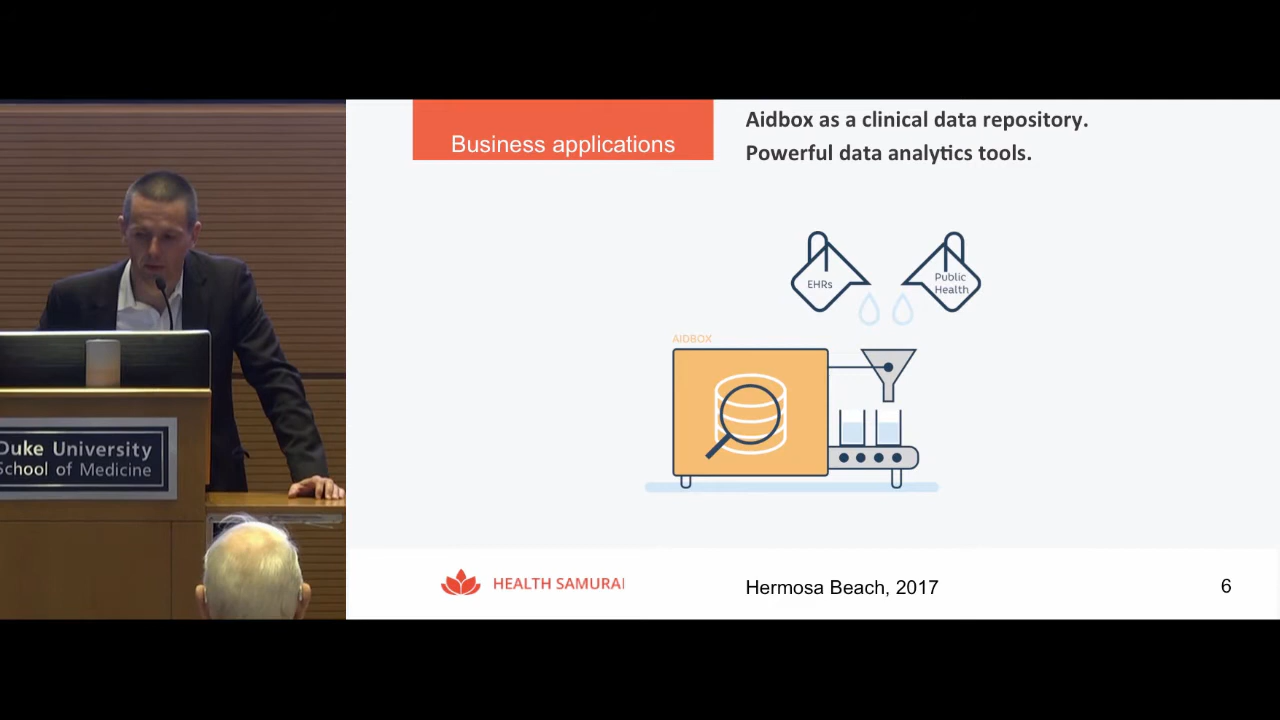 Business applications
Aidbox as a clinical data repository.
Powerful data analytics tools.
EHRs
Public
Health
AIDBOX
Duke University
School of Medicine
HEALTH SAMURAI
Hermosa Beach, 2017
6